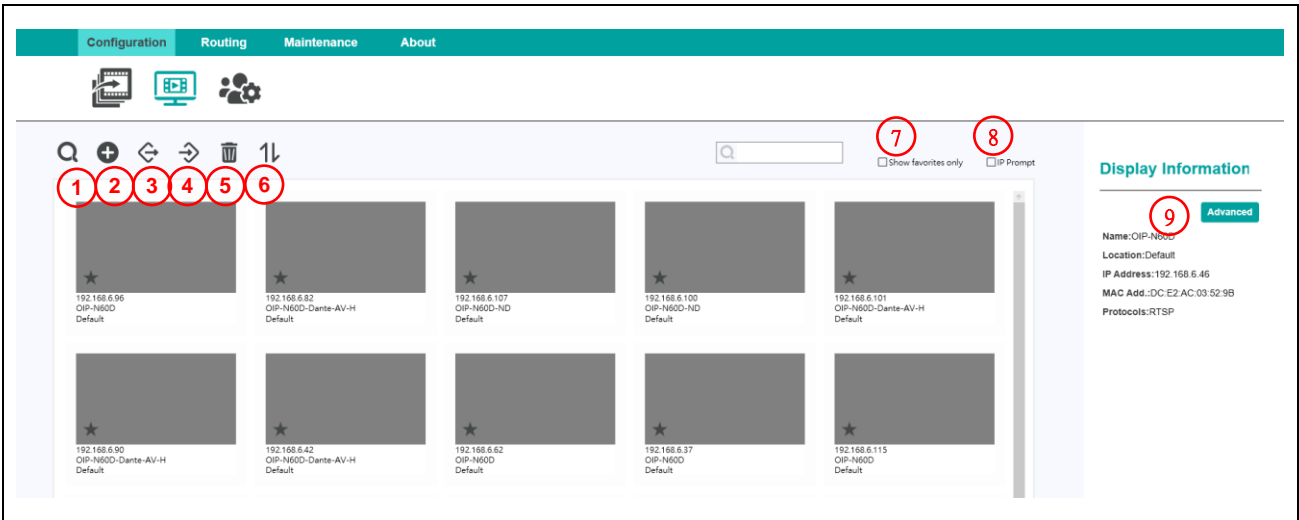 Configuration Routing Maintenance About
7 8
Show favorites only IP Prompt
1 2 3 4 5 6
Display Information
9 Advanced
Name:OIP-N60D
Location:Default
IP Address:192.168.6.46
MAC Add.:DC:E2:AC:03:52:9B
Protocols:RTSP
192.168.6.96
OIP-N60D
Default
192.168.6.82
OIP-N60D-Dante-AV-H
Default
192.168.6.107
OIP-N60D-ND
Default
192.168.6.100
OIP-N60D-ND
Default
192.168.6.101
OIP-N60D-Dante-AV-H
Default
192.168.6.90
OIP-N60D-Dante-AV-H
Default
192.168.6.42
OIP-N60D-Dante-AV-H
Default
192.168.6.62
OIP-N60D
Default
192.168.6.37
OIP-N60D
Default
192.168.6.115
OIP-N60D
Default